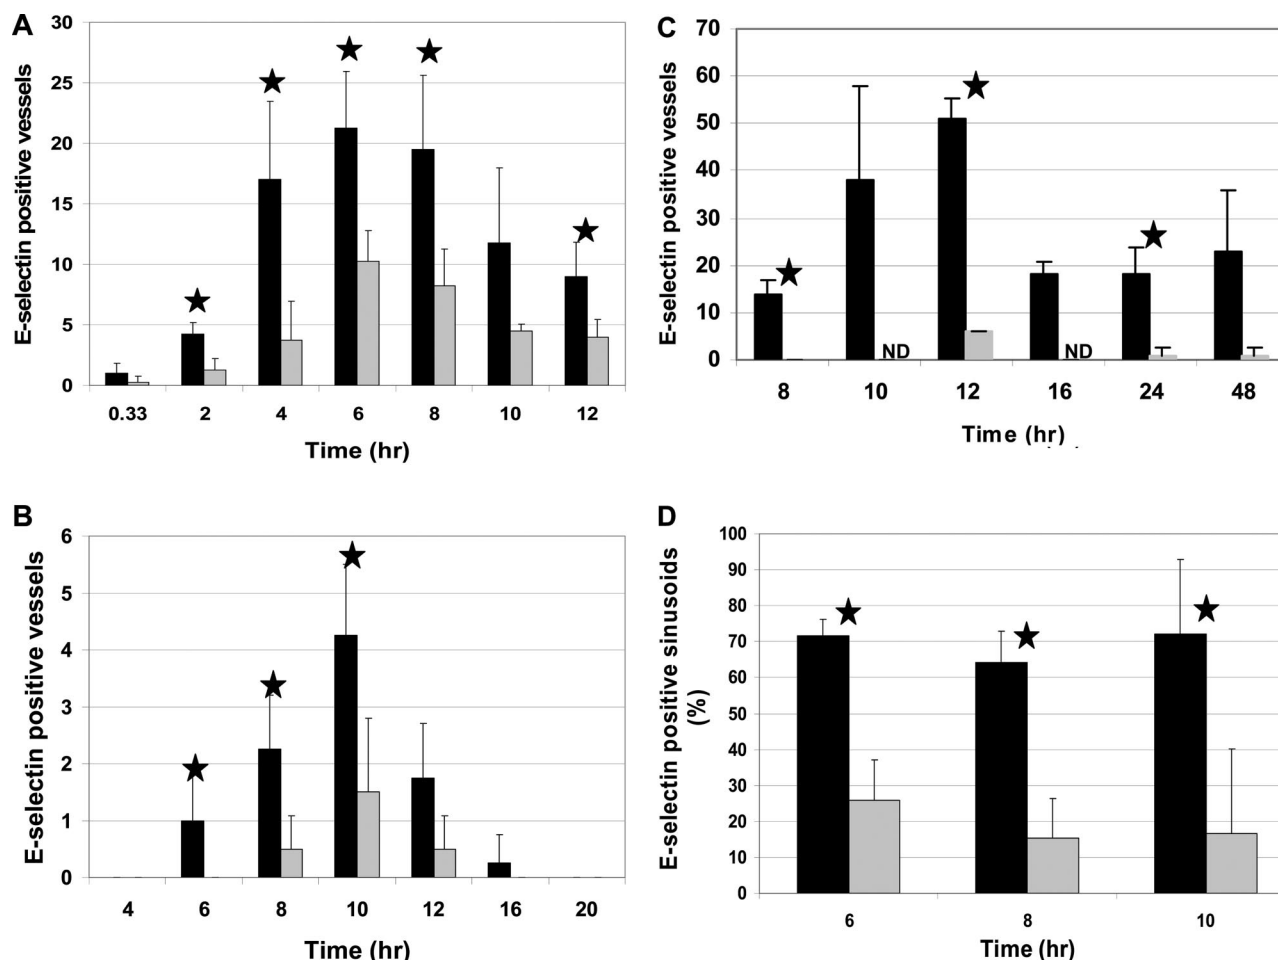 A
E-selectin positive vessels
30
25
20
15
10
5
0
0.33 2 4 6 8 10 12
Time (hr)
B
E-selectin positive vessels
6
5
4
3
2
1
0
4 6 8 10 12 16 20
Time (hr)
C
E-selectin positive vessels
70
60
50
40
30
20
10
0
ND ND
8 10 12 16 24 48
Time (hr)
D
E-selectin positive sinusoids
(%)
100
90
80
70
60
50
40
30
20
10
0
6 8 10
Time (hr)